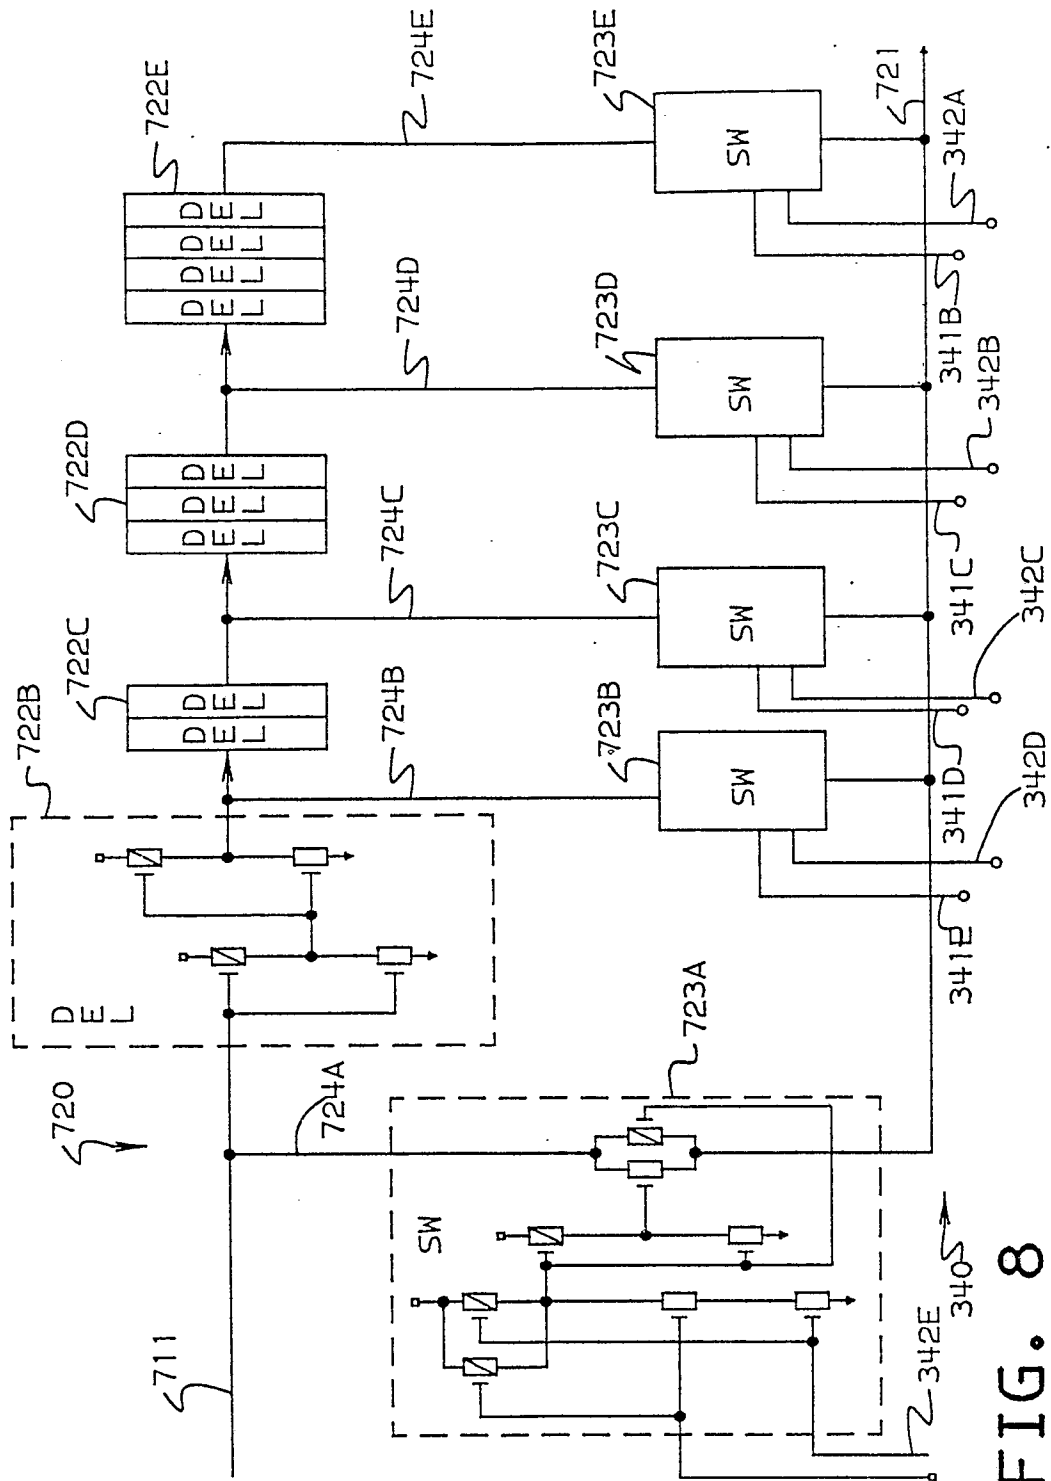 720
711
724A
DEL
722B
724B
722C
DEL
DEL
724C
722D
DEL
DEL
DEL
724D
722E
DEL
DEL
DEL
DEL
724E
SW
723A
723B
SW
723C
SW
723D
SW
723E
SW
721
340
342E
341E
342D
341D
342C
341C
342B
341B
342A
FIG. 8